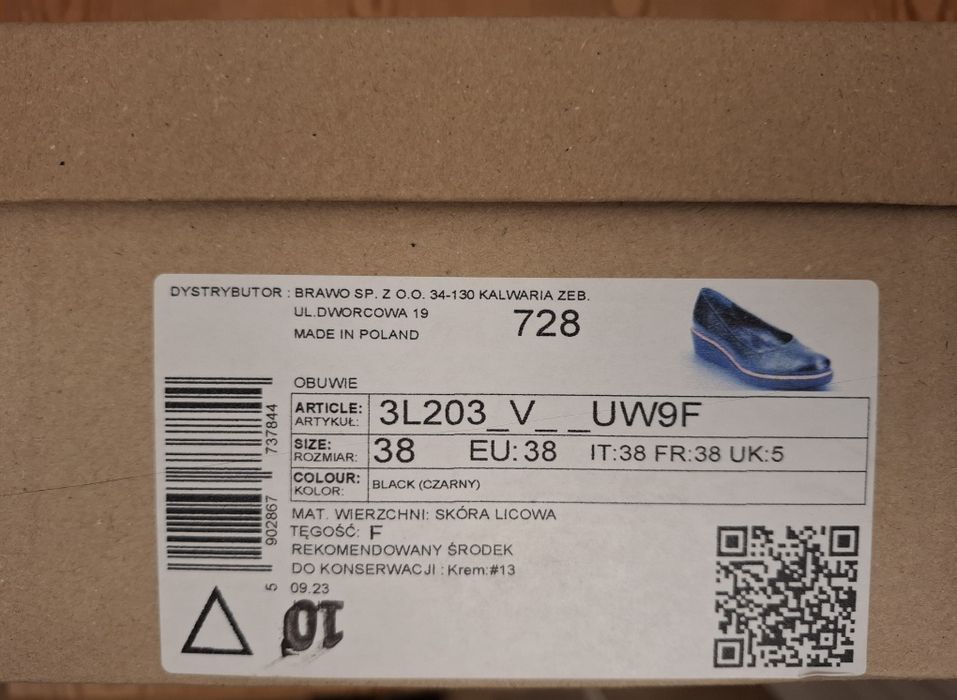 DYSTRYBUTOR : BRAWO SP. Z O.O. 34-130 KALWARIA ZEB.
UL.DWORCOWA 19
MADE IN POLAND
728
OBUWIE
ARTICLE: 3L203_V_ _UW9F
ARTYKUŁ:
SIZE: 38 EU: 38 IT:38 FR:38 UK:5
ROZMIAR:
COLOUR: BLACK (CZARNY)
KOLOR:
MAT. WIERZCHNI: SKÓRA LICOWA
TĘGOŚĆ: F
REKOMENDOWANY ŚRODEK
DO KONSERWACJI : Krem:#13
09.23
10
5 902867 737844